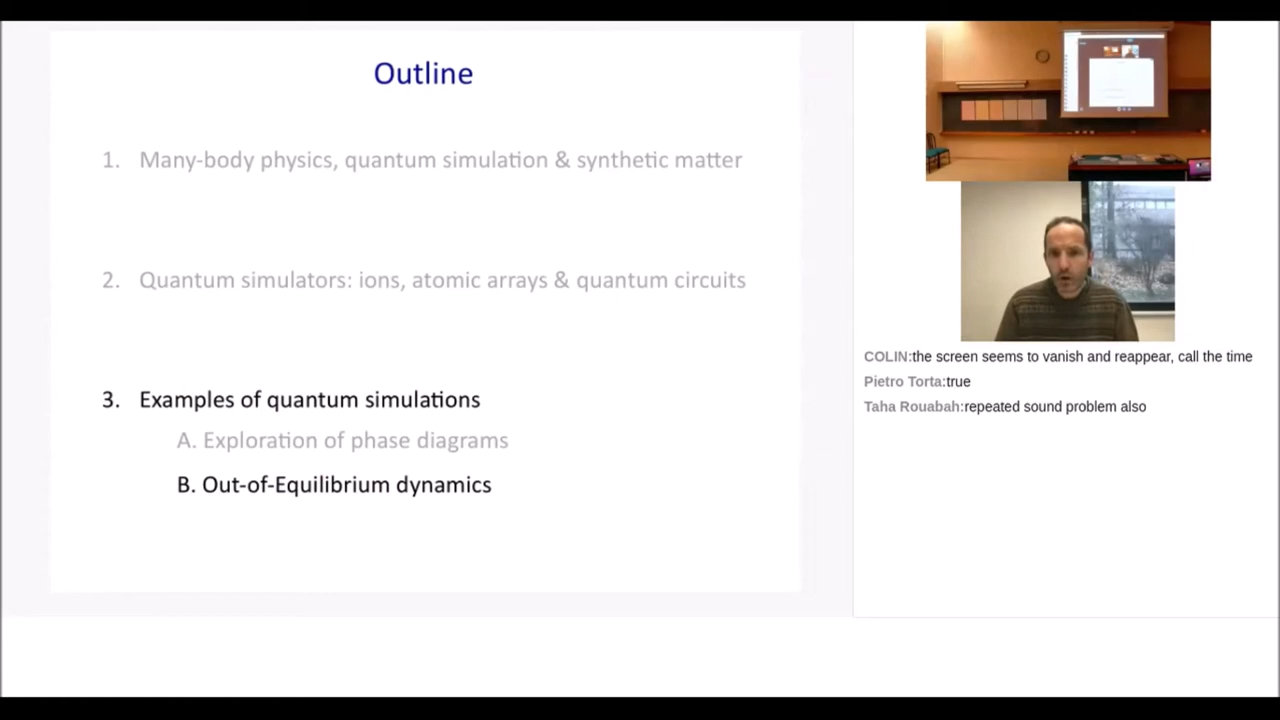 Outline
1. Many-body physics, quantum simulation & synthetic matter
2. Quantum simulators: ions, atomic arrays & quantum circuits
3. Examples of quantum simulations
A. Exploration of phase diagrams
B. Out-of-Equilibrium dynamics
COLIN:the screen seems to vanish and reappear, call the time
Pietro Torta:true
Taha Rouabah:repeated sound problem also